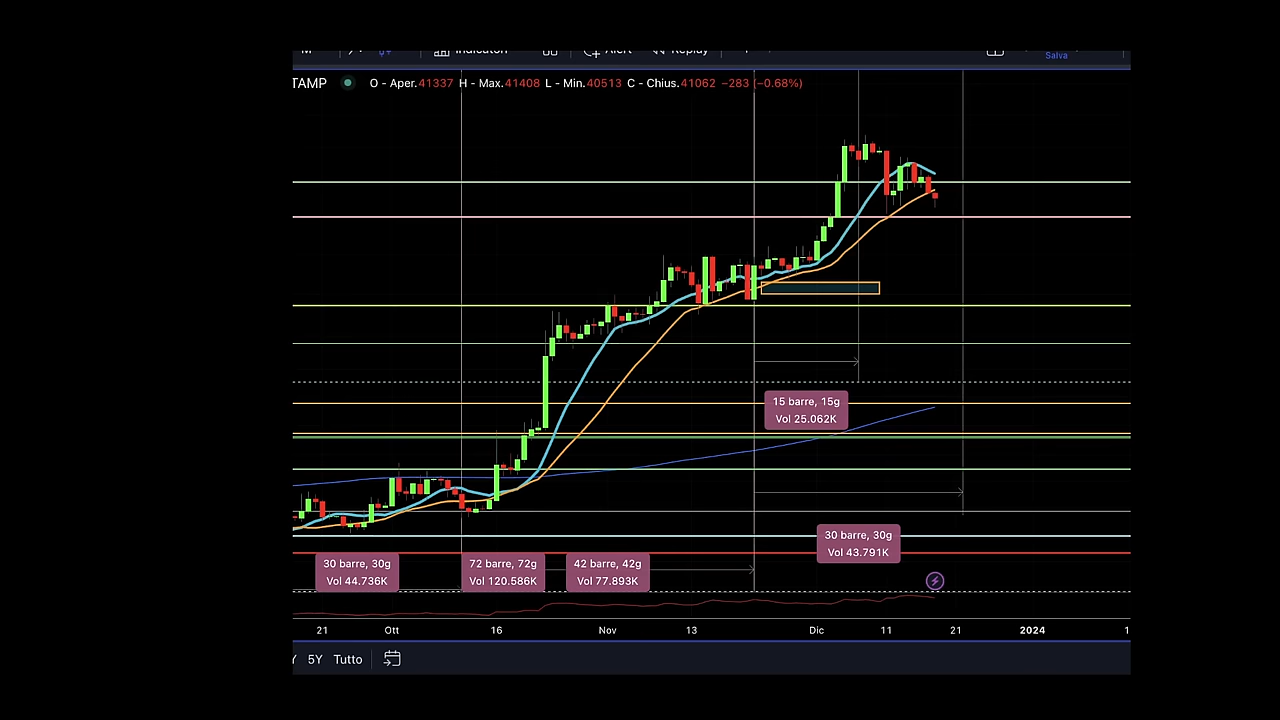 Indicatori Alert Replay
Salva
TAMP O - Aper.41337 H - Max.41408 L - Min.40513 C - Chius.41062 −283 (−0.68%)
15 barre, 15g
Vol 25.062K
30 barre, 30g
Vol 43.791K
30 barre, 30g
Vol 44.736K
72 barre, 72g
Vol 120.586K
42 barre, 42g
Vol 77.893K
21 Ott 16 Nov 13 Dic 11 21 2024 1
Y 5Y Tutto